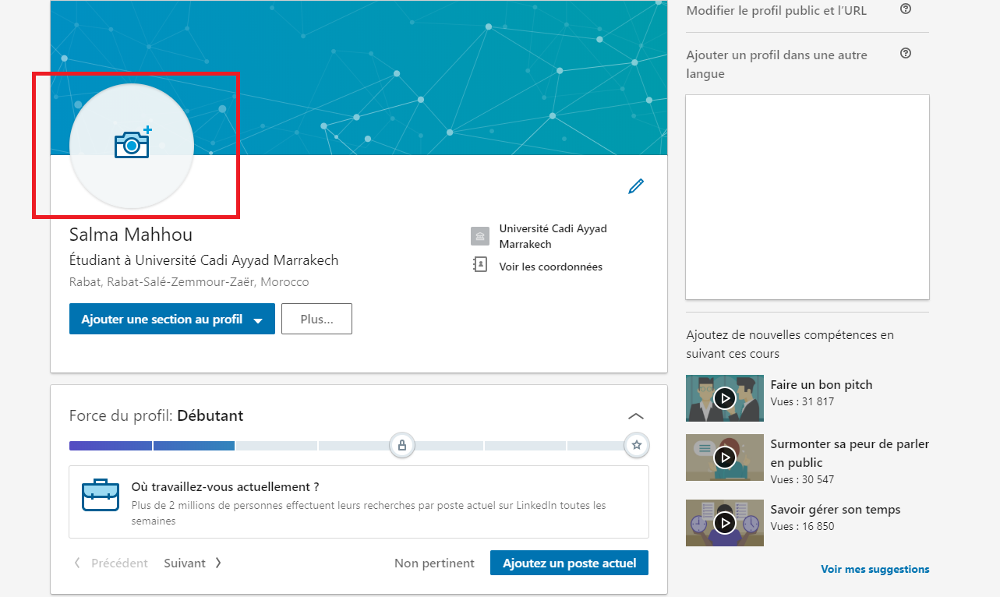 Modifier le profil public et l’URL
Ajouter un profil dans une autre
langue
Salma Mahhou
Étudiant à Université Cadi Ayyad Marrakech
Rabat, Rabat-Salé-Zemmour-Zaër, Morocco
Université Cadi Ayyad
Marrakech
Voir les coordonnées
Ajouter une section au profil
Plus...
Force du profil: Débutant
Où travaillez-vous actuellement ?
Plus de 2 millions de personnes effectuent leurs recherches par poste actuel sur LinkedIn toutes les
semaines
Précédent
Suivant
Non pertinent
Ajoutez un poste actuel
Ajoutez de nouvelles compétences en
suivant ces cours
Faire un bon pitch
Vues : 31 817
Surmonter sa peur de parler
en public
Vues : 30 547
Savoir gérer son temps
Vues : 16 850
Voir mes suggestions